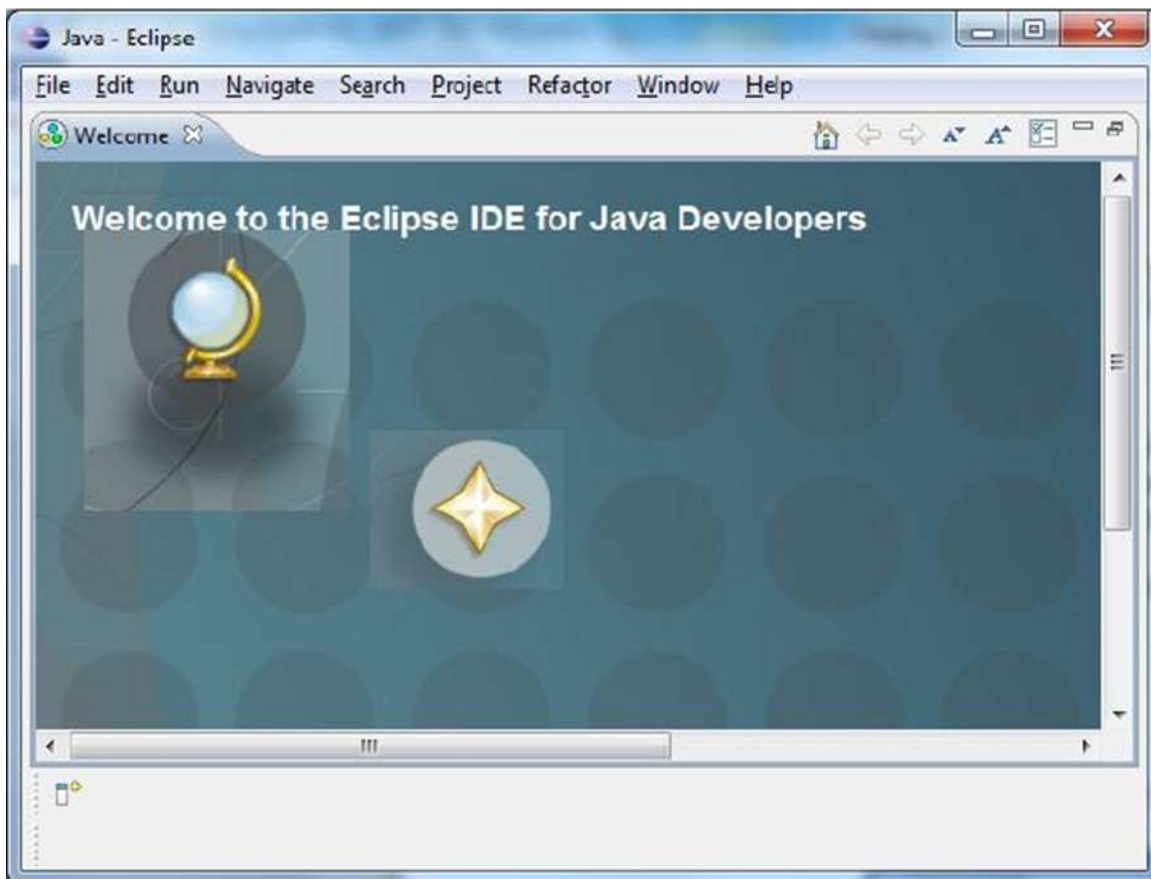 Java - Eclipse
File Edit Run Navigate Search Project Refactor Window Help
Welcome
Welcome to the Eclipse IDE for Java Developers